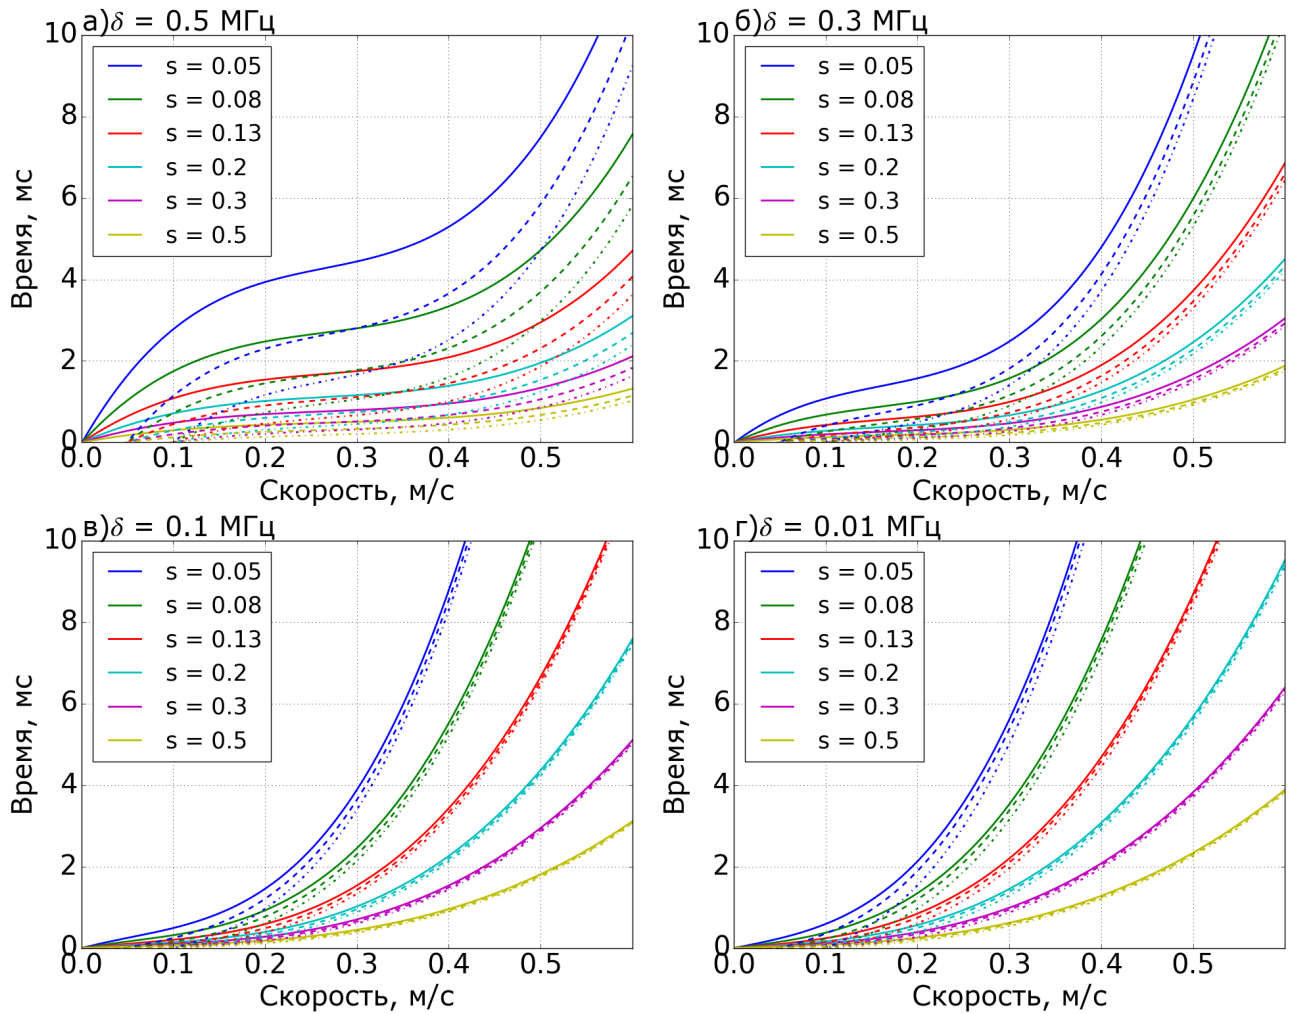 а)δ = 0.5 МГц
10
8
6
4
2
0
s = 0.05
s = 0.08
s = 0.13
s = 0.2
s = 0.3
s = 0.5
Время, мс
0.0 0.1 0.2 0.3 0.4 0.5
Скорость, м/с
б)δ = 0.3 МГц
10
8
6
4
2
0
s = 0.05
s = 0.08
s = 0.13
s = 0.2
s = 0.3
s = 0.5
Время, мс
0.0 0.1 0.2 0.3 0.4 0.5
Скорость, м/с
в)δ = 0.1 МГц
10
8
6
4
2
0
s = 0.05
s = 0.08
s = 0.13
s = 0.2
s = 0.3
s = 0.5
Время, мс
0.0 0.1 0.2 0.3 0.4 0.5
Скорость, м/с
г)δ = 0.01 МГц
10
8
6
4
2
0
s = 0.05
s = 0.08
s = 0.13
s = 0.2
s = 0.3
s = 0.5
Время, мс
0.0 0.1 0.2 0.3 0.4 0.5
Скорость, м/с